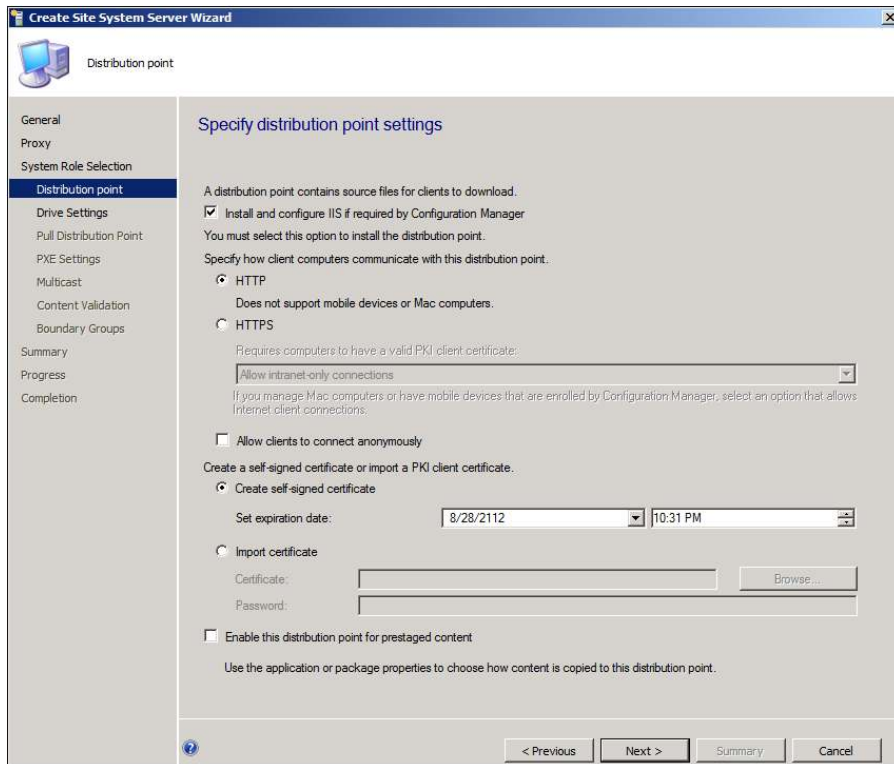 Create Site System Server Wizard
Distribution point
General
Proxy
System Role Selection
Distribution point
Drive Settings
Pull Distribution Point
PXE Settings
Multicast
Content Validation
Boundary Groups
Summary
Progress
Completion
Specify distribution point settings
A distribution point contains source files for clients to download.
Install and configure IIS if required by Configuration Manager
You must select this option to install the distribution point.
Specify how client computers communicate with this distribution point.
HTTP
Does not support mobile devices or Mac computers.
HTTPS
Requires computers to have a valid PKI client certificate:
Allow intranet-only connections
If you manage Mac computers or have mobile devices that are enrolled by Configuration Manager, select an option that allows
Internet client connections.
Allow clients to connect anonymously
Create a self-signed certificate or import a PKI client certificate.
Create self-signed certificate
Set expiration date: 8/28/2112 10:31 PM
Import certificate
Certificate: Browse...
Password:
Enable this distribution point for prestaged content
Use the application or package properties to choose how content is copied to this distribution point.
< Previous Next > Summary Cancel